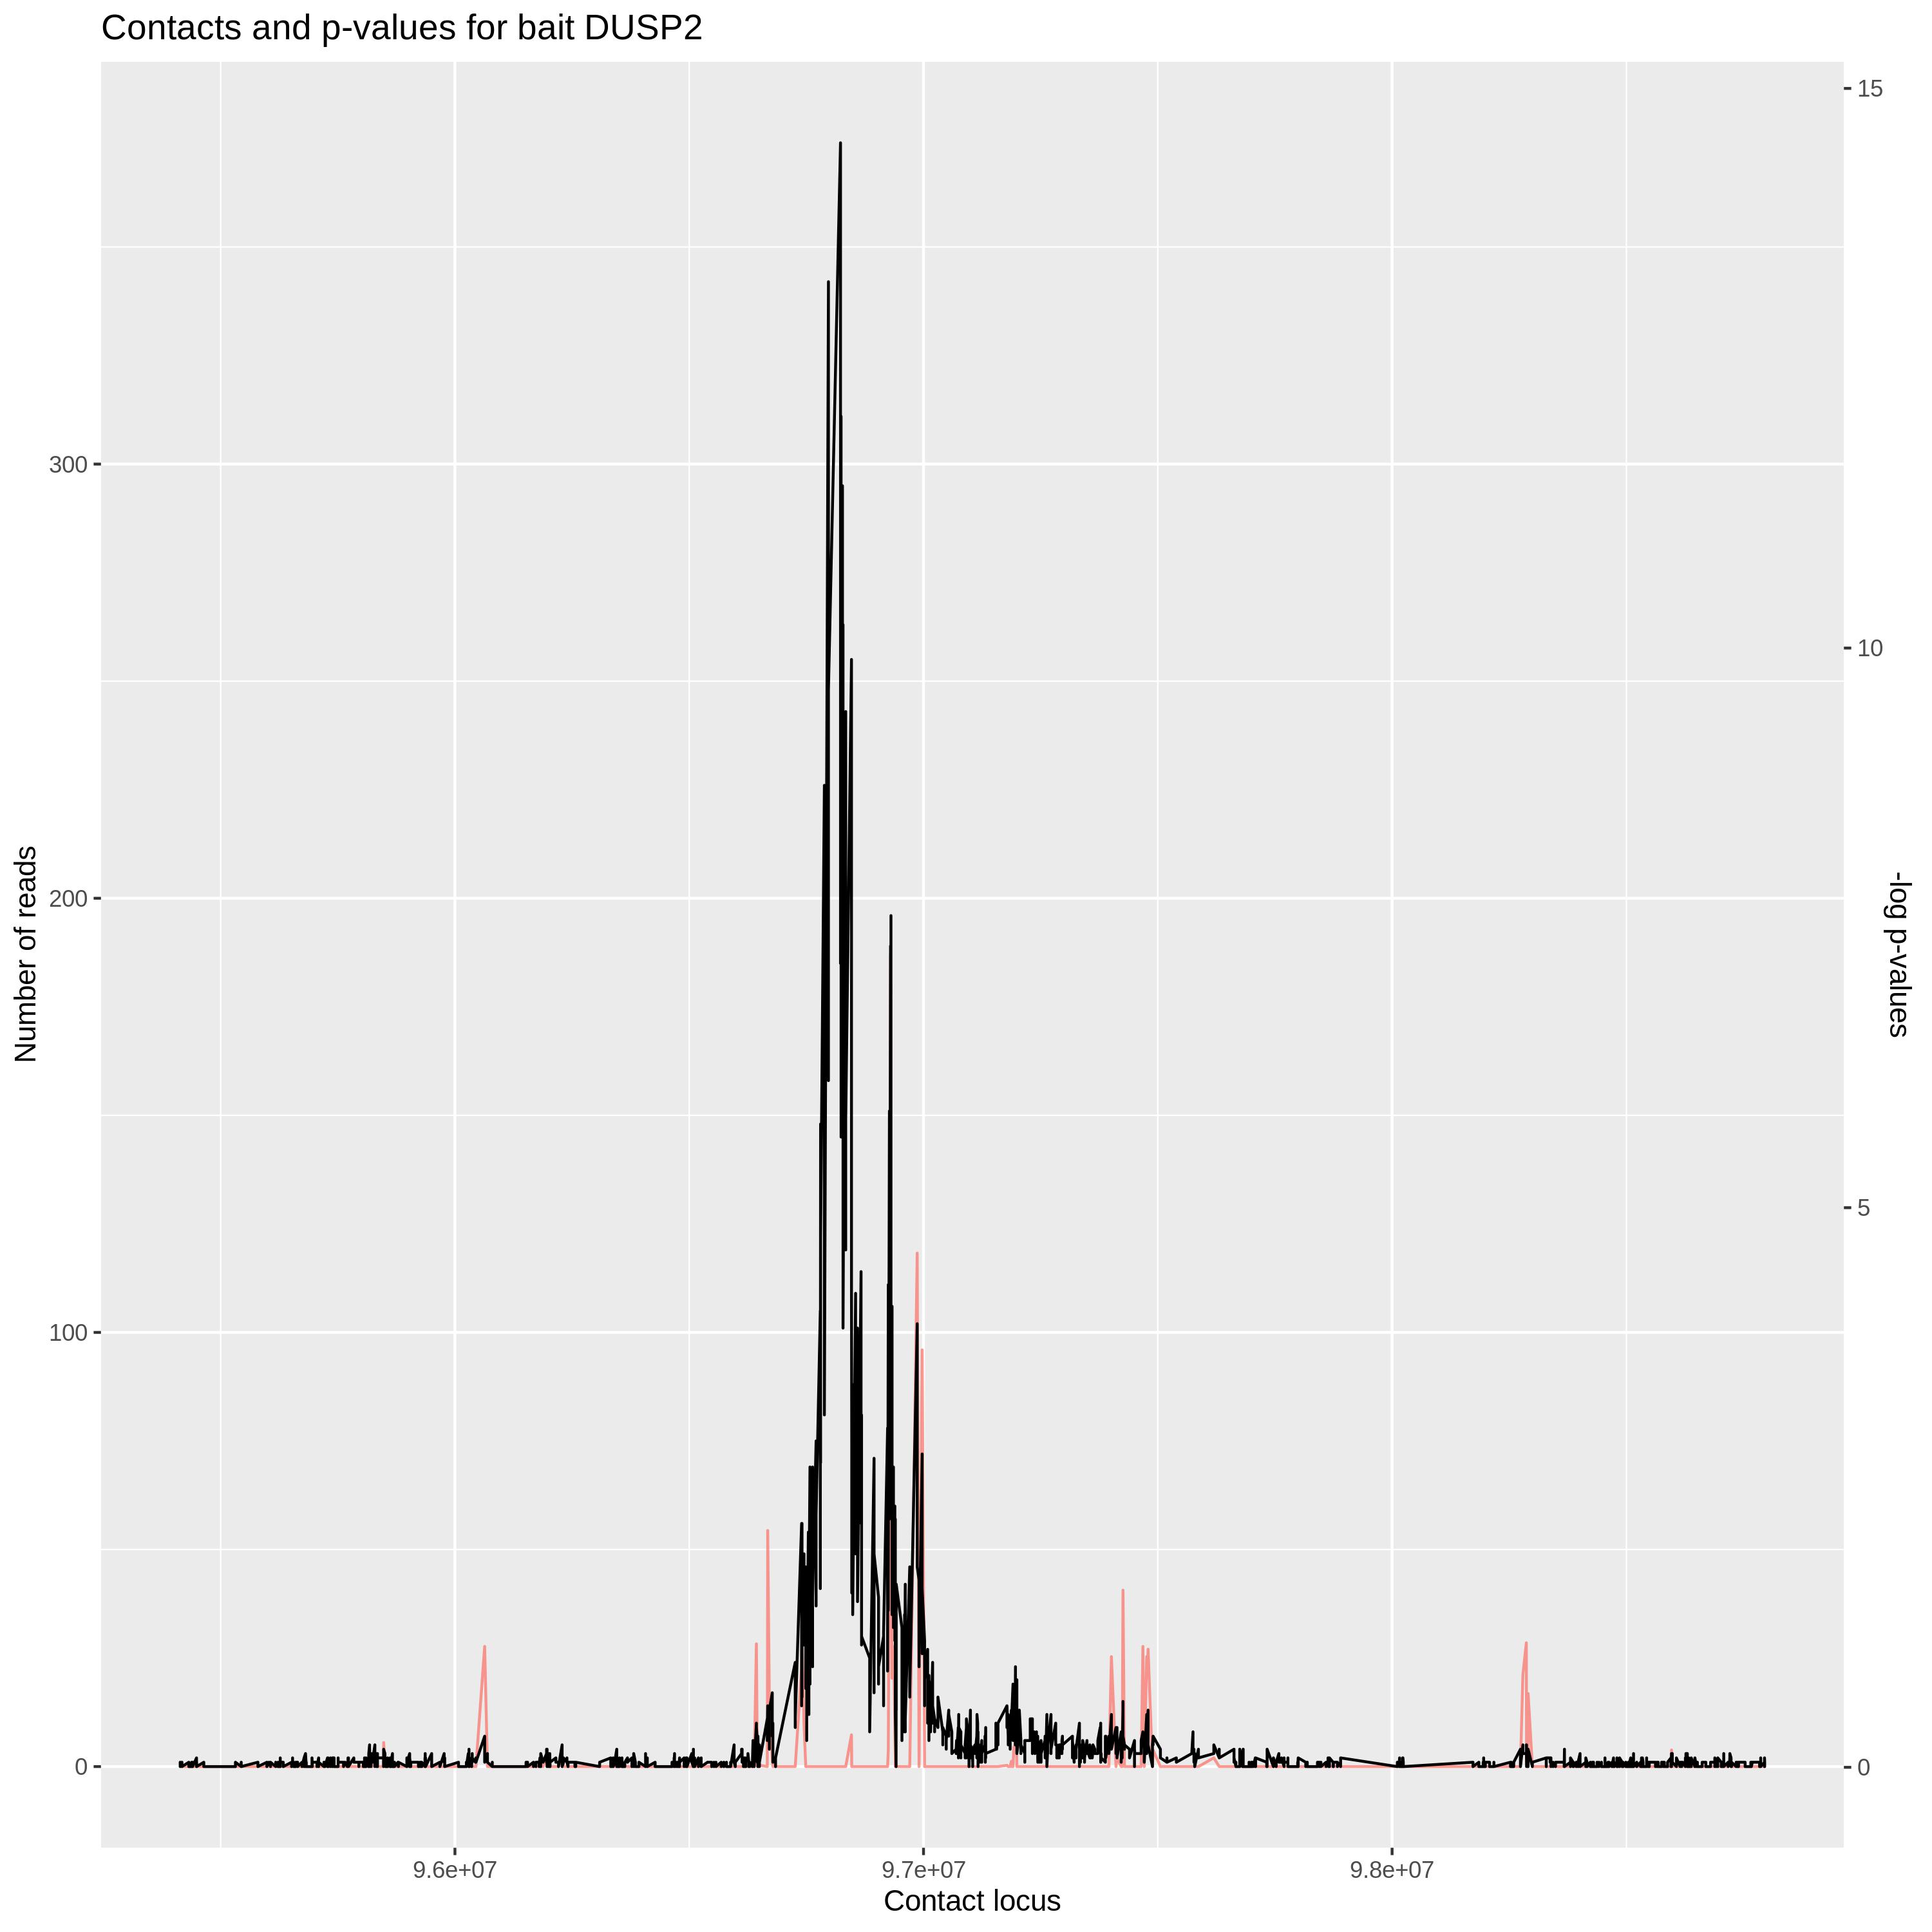 Contacts and p-values for bait DUSP2
15
300
10
200
Number of reads
-log p-values
5
100
0
0
9.6e+07
9.7e+07
9.8e+07
Contact locus